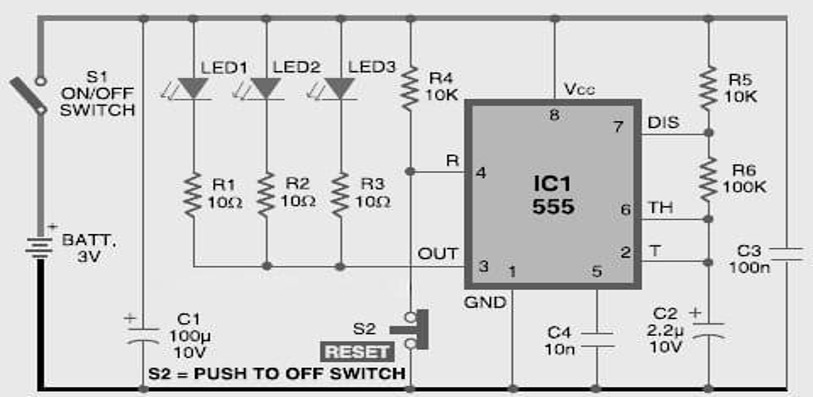 S1
ON/OFF
SWITCH
+
BATT.
3V
LED1
LED2
LED3
R1
10Ω
R2
10Ω
R3
10Ω
R4
10K
R
4
OUT
3
GND
1
Vcc
8
7
DIS
IC1
555
6
TH
2
T
5
R5
10K
R6
100K
C3
100n
+
C1
100µ
10V
S2
RESET
S2 = PUSH TO OFF SWITCH
C4
10n
C2
+
2.2µ
10V